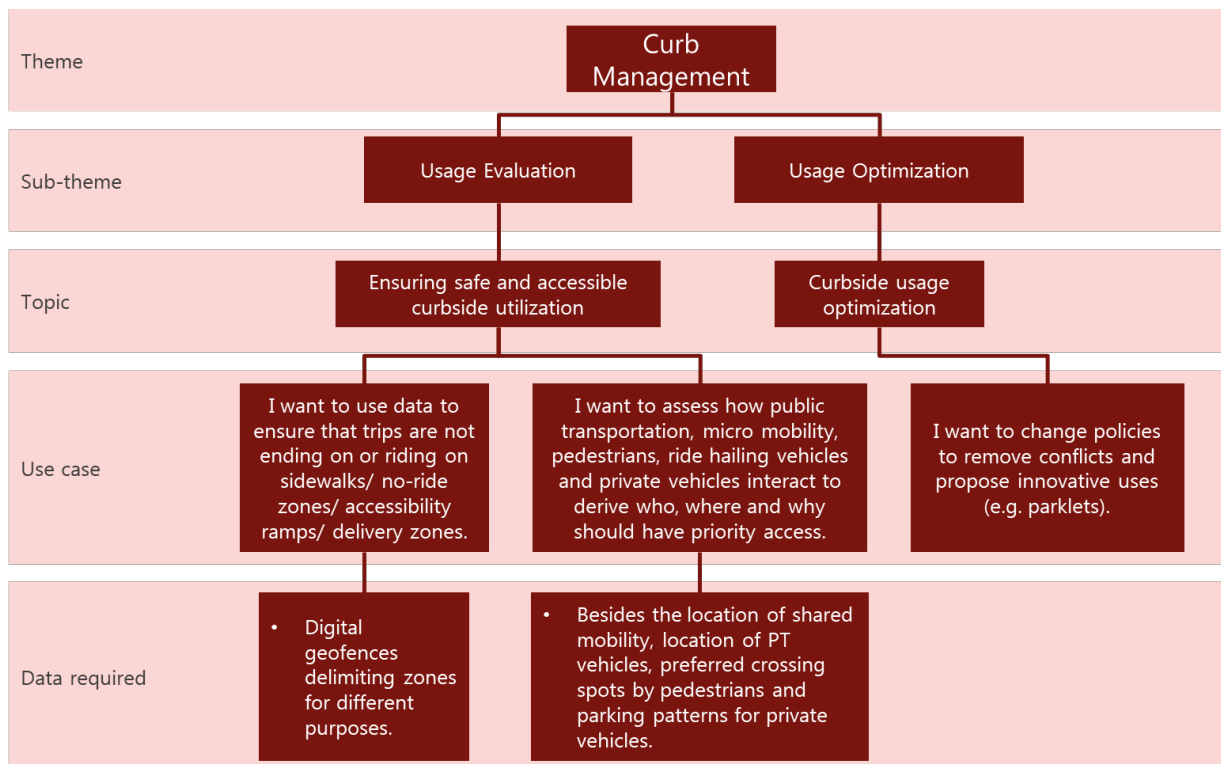 Theme
Curb
Management
Sub-theme
Usage Evaluation
Usage Optimization
Topic
Ensuring safe and accessible
curbside utilization
Curbside usage
optimization
Use case
I want to use data to
ensure that trips are not
ending on or riding on
sidewalks/ no-ride
zones/ accessibility
ramps/ delivery zones.
I want to assess how public
transportation, micro mobility,
pedestrians, ride hailing vehicles
and private vehicles interact to
derive who, where and why
should have priority access.
I want to change policies
to remove conflicts and
propose innovative uses
(e.g. parklets).
Data required
• Digital
geofences
delimiting zones
for different
purposes.
• Besides the location of shared
mobility, location of PT
vehicles, preferred crossing
spots by pedestrians and
parking patterns for private
vehicles.